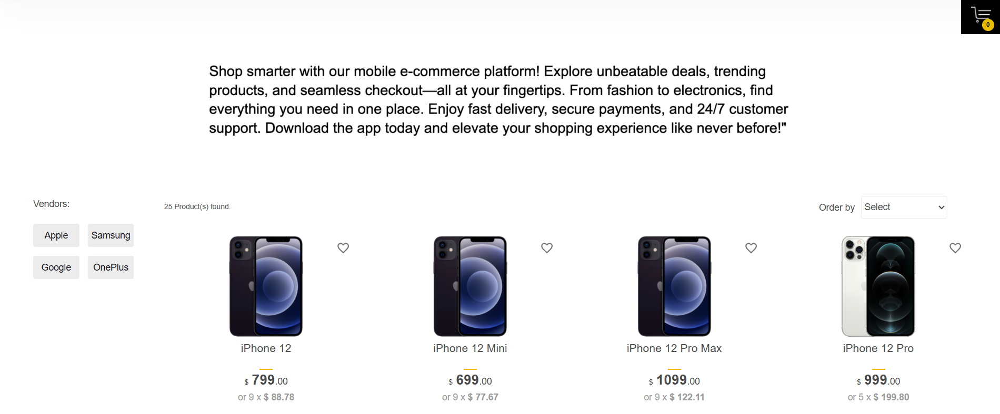 0
Shop smarter with our mobile e-commerce platform! Explore unbeatable deals, trending
products, and seamless checkout—all at your fingertips. From fashion to electronics, find
everything you need in one place. Enjoy fast delivery, secure payments, and 24/7 customer
support. Download the app today and elevate your shopping experience like never before!"
Vendors:
Apple Samsung
Google OnePlus
25 Product(s) found.
Order by Select
iPhone 12
$ 799.00
or 9 x $ 88.78
iPhone 12 Mini
$ 699.00
or 9 x $ 77.67
iPhone 12 Pro Max
$ 1099.00
or 9 x $ 122.11
iPhone 12 Pro
$ 999.00
or 5 x $ 199.80